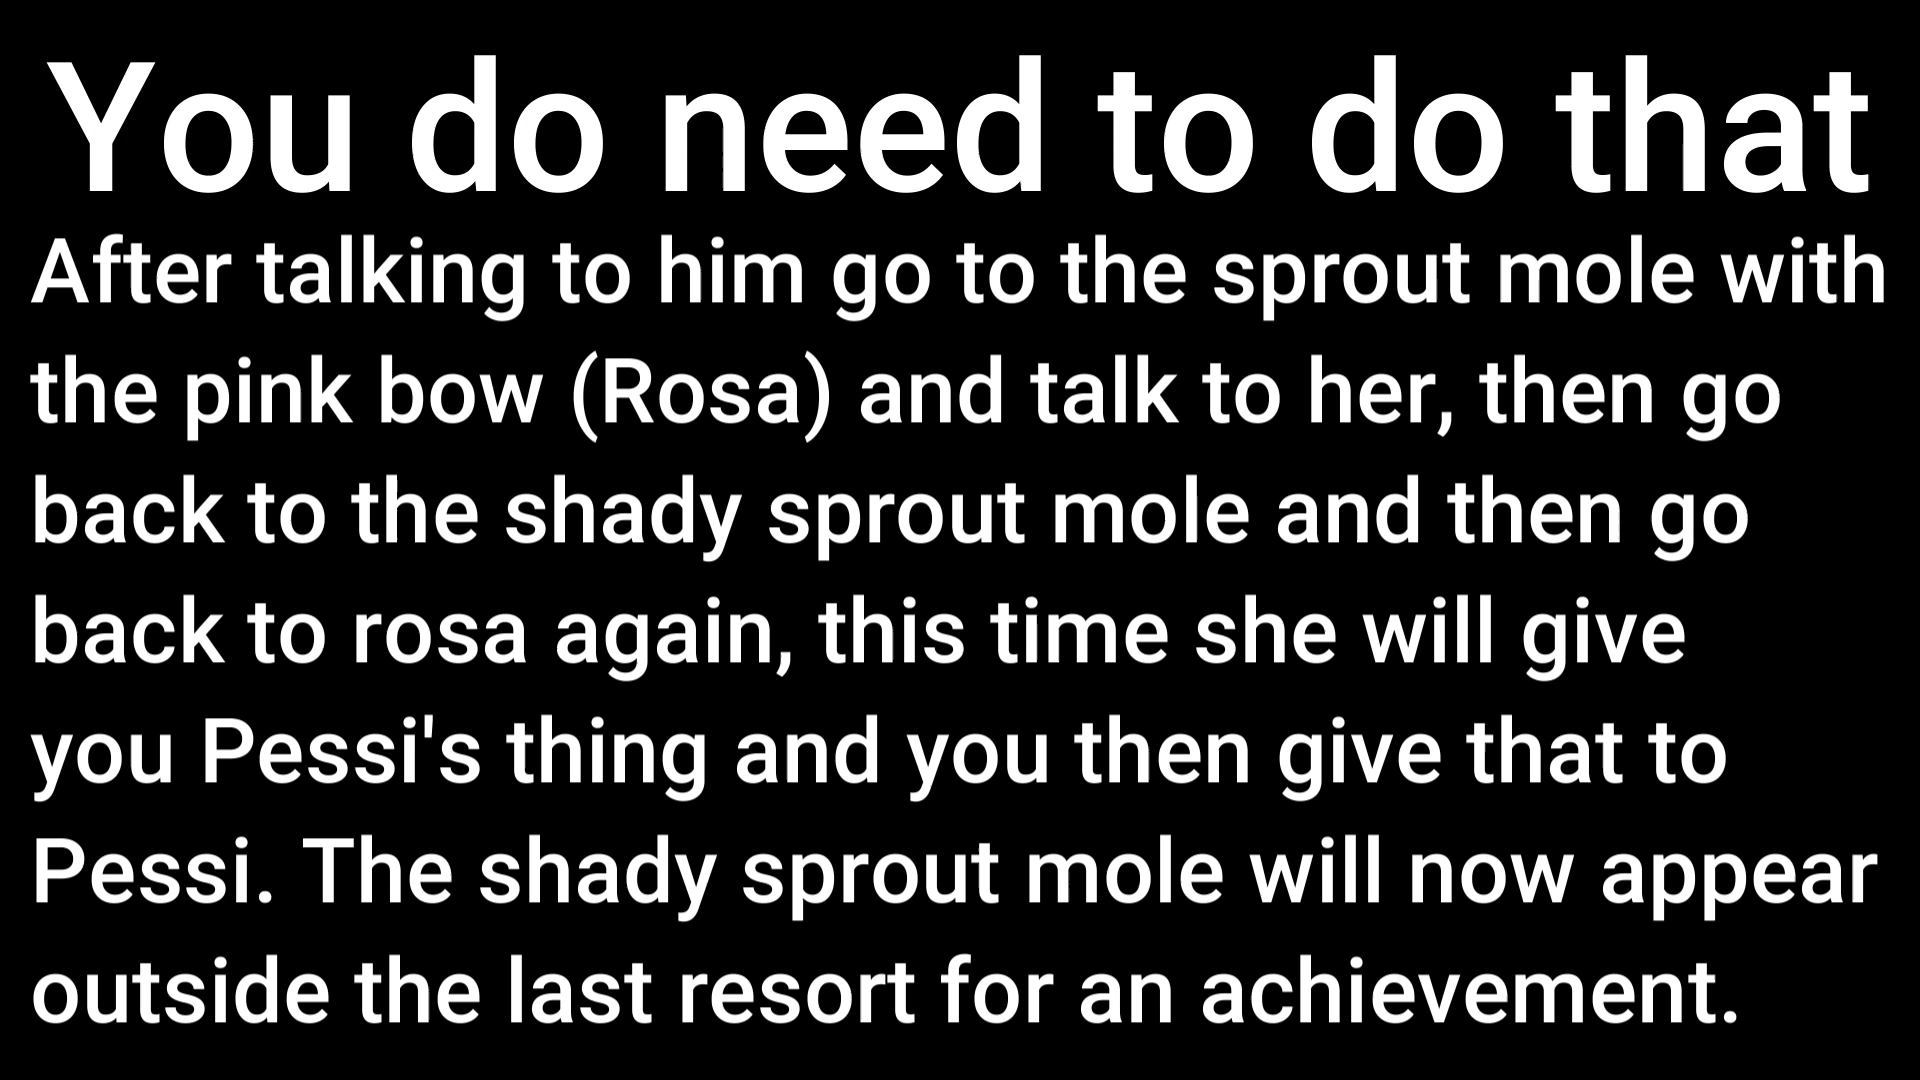 You do need to do that
After talking to him go to the sprout mole with
the pink bow (Rosa) and talk to her, then go
back to the shady sprout mole and then go
back to rosa again, this time she will give
you Pessi's thing and you then give that to
Pessi. The shady sprout mole will now appear
outside the last resort for an achievement.